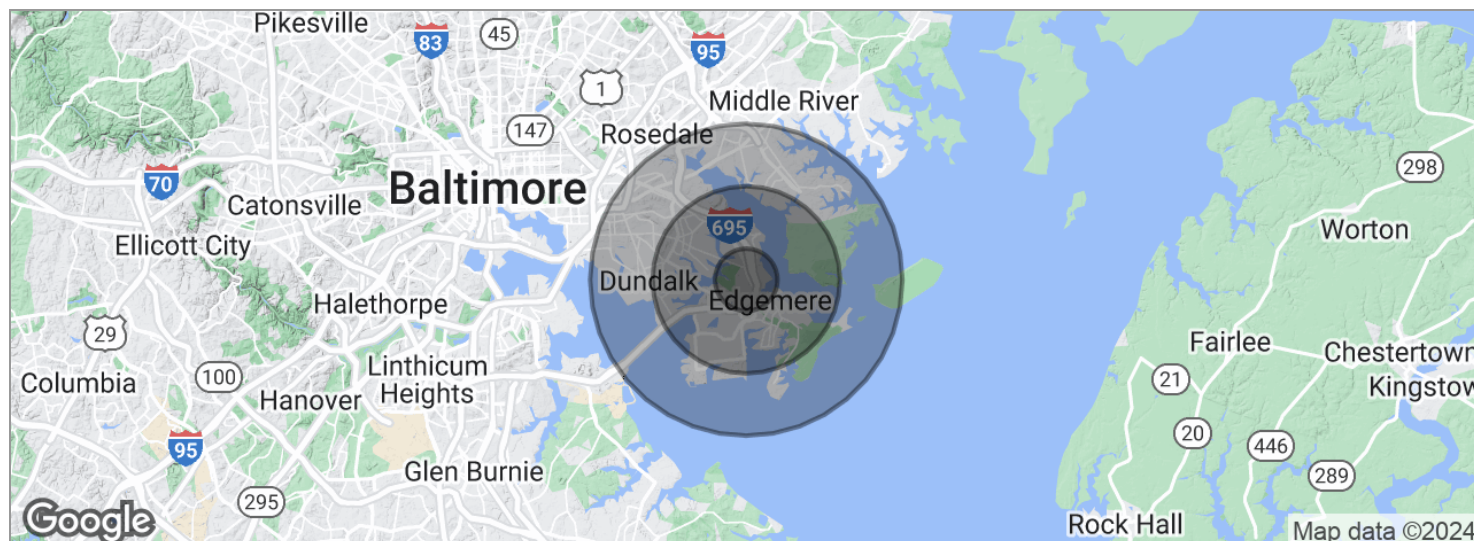 Pikesville
83
45
95
1
Middle River
147
Rosedale
298
70
Baltimore
Catonsville
695
Worton
Ellicott City
Dundalk
Edgemere
Halethorpe
29
Fairlee
Chestertown
Linthicum
Heights
100
21
Columbia
Kingstow
Hanover
20
95
446
Glen Burnie
289
295
Google
Rock Hall
Map data ©2024